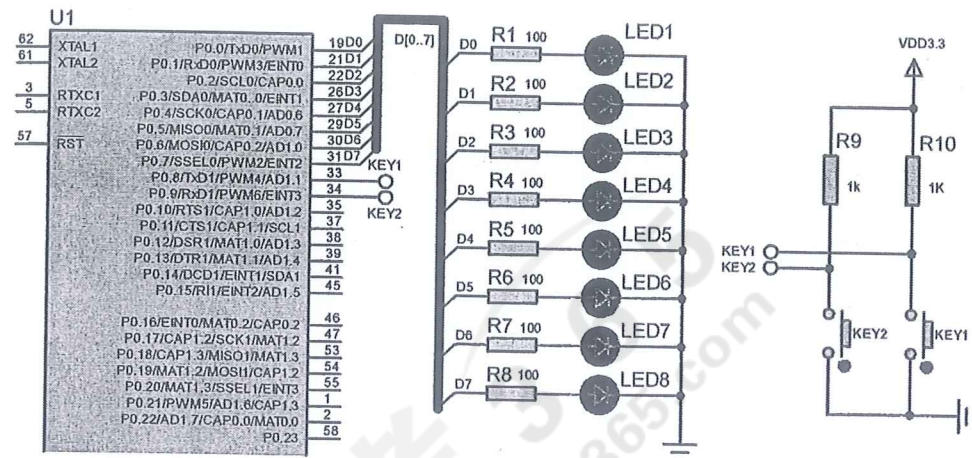 U1
62 XTAL1
61 XTAL2
3 RTXC1
5 RTXC2
57 RST
P0.0/TxD0/PWM1 19 D0
P0.1/RxD0/PWM3/EINT0 21 D1
P0.2/SCL0/CAP0.0 22 D2
P0.3/SDA0/MAT0..0/EINT1 26 D3
P0.4/SCK0/CAP0.1/AD0.6 27 D4
P0.5/MISO0/MAT0.1/AD0.7 29 D5
P0.6/MOSI0/CAP0.2/AD1.0 30 D6
P0.7/SSEL0/PWM2/EINT2 31 D7
P0.8/TxD1/PWM4/AD1.1 33
P0.9/RxD1/PWM6/EINT3 34
P0.10/RTS1/CAP1.0/AD1.2 35
P0.11/CTS1/CAP1.1/SCL1 37
P0.12/DSR1/MAT1.0/AD1.3 38
P0.13/DTR1/MAT1.1/AD1.4 39
P0.14/DCD1/EINT1/SDA1 41
P0.15/RI1/EINT2/AD1.5 45
P0.16/EINT0/MAT0.2/CAP0.2 46
P0.17/CAP1.2/SCK1/MAT1.2 47
P0.18/CAP1.3/MISO1/MAT1.3 53
P0.19/MAT1.2/MOSI1/CAP1.2 54
P0.20/MAT1.3/SSEL1/EINT3 55
P0.21/PWM5/AD1.6/CAP1.3 1
P0.22/AD1.7/CAP0.0/MAT0.0 2
P0.23 58
KEY1
KEY2
D[0..7]
D0 R1 100 LED1
D1 R2 100 LED2
D2 R3 100 LED3
D3 R4 100 LED4
D4 R5 100 LED5
D5 R6 100 LED6
D6 R7 100 LED7
D7 R8 100 LED8
VDD3.3
R9 R10
1k 1K
KEY1
KEY2
KEY2 KEY1
365
365.com